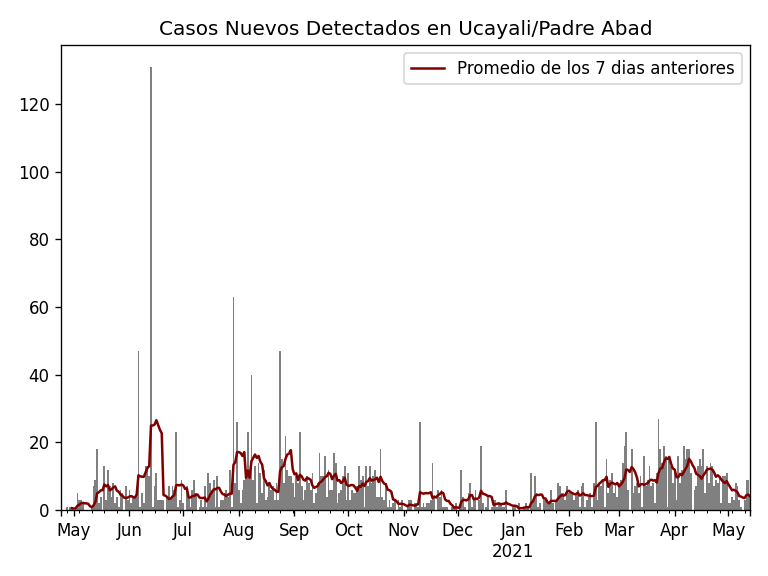 Casos Nuevos Detectados en Ucayali/Padre Abad
Promedio de los 7 dias anteriores
120
100
80
60
40
20
0
May Jun Jul Aug Sep Oct Nov Dec Jan Feb Mar Apr May
2021